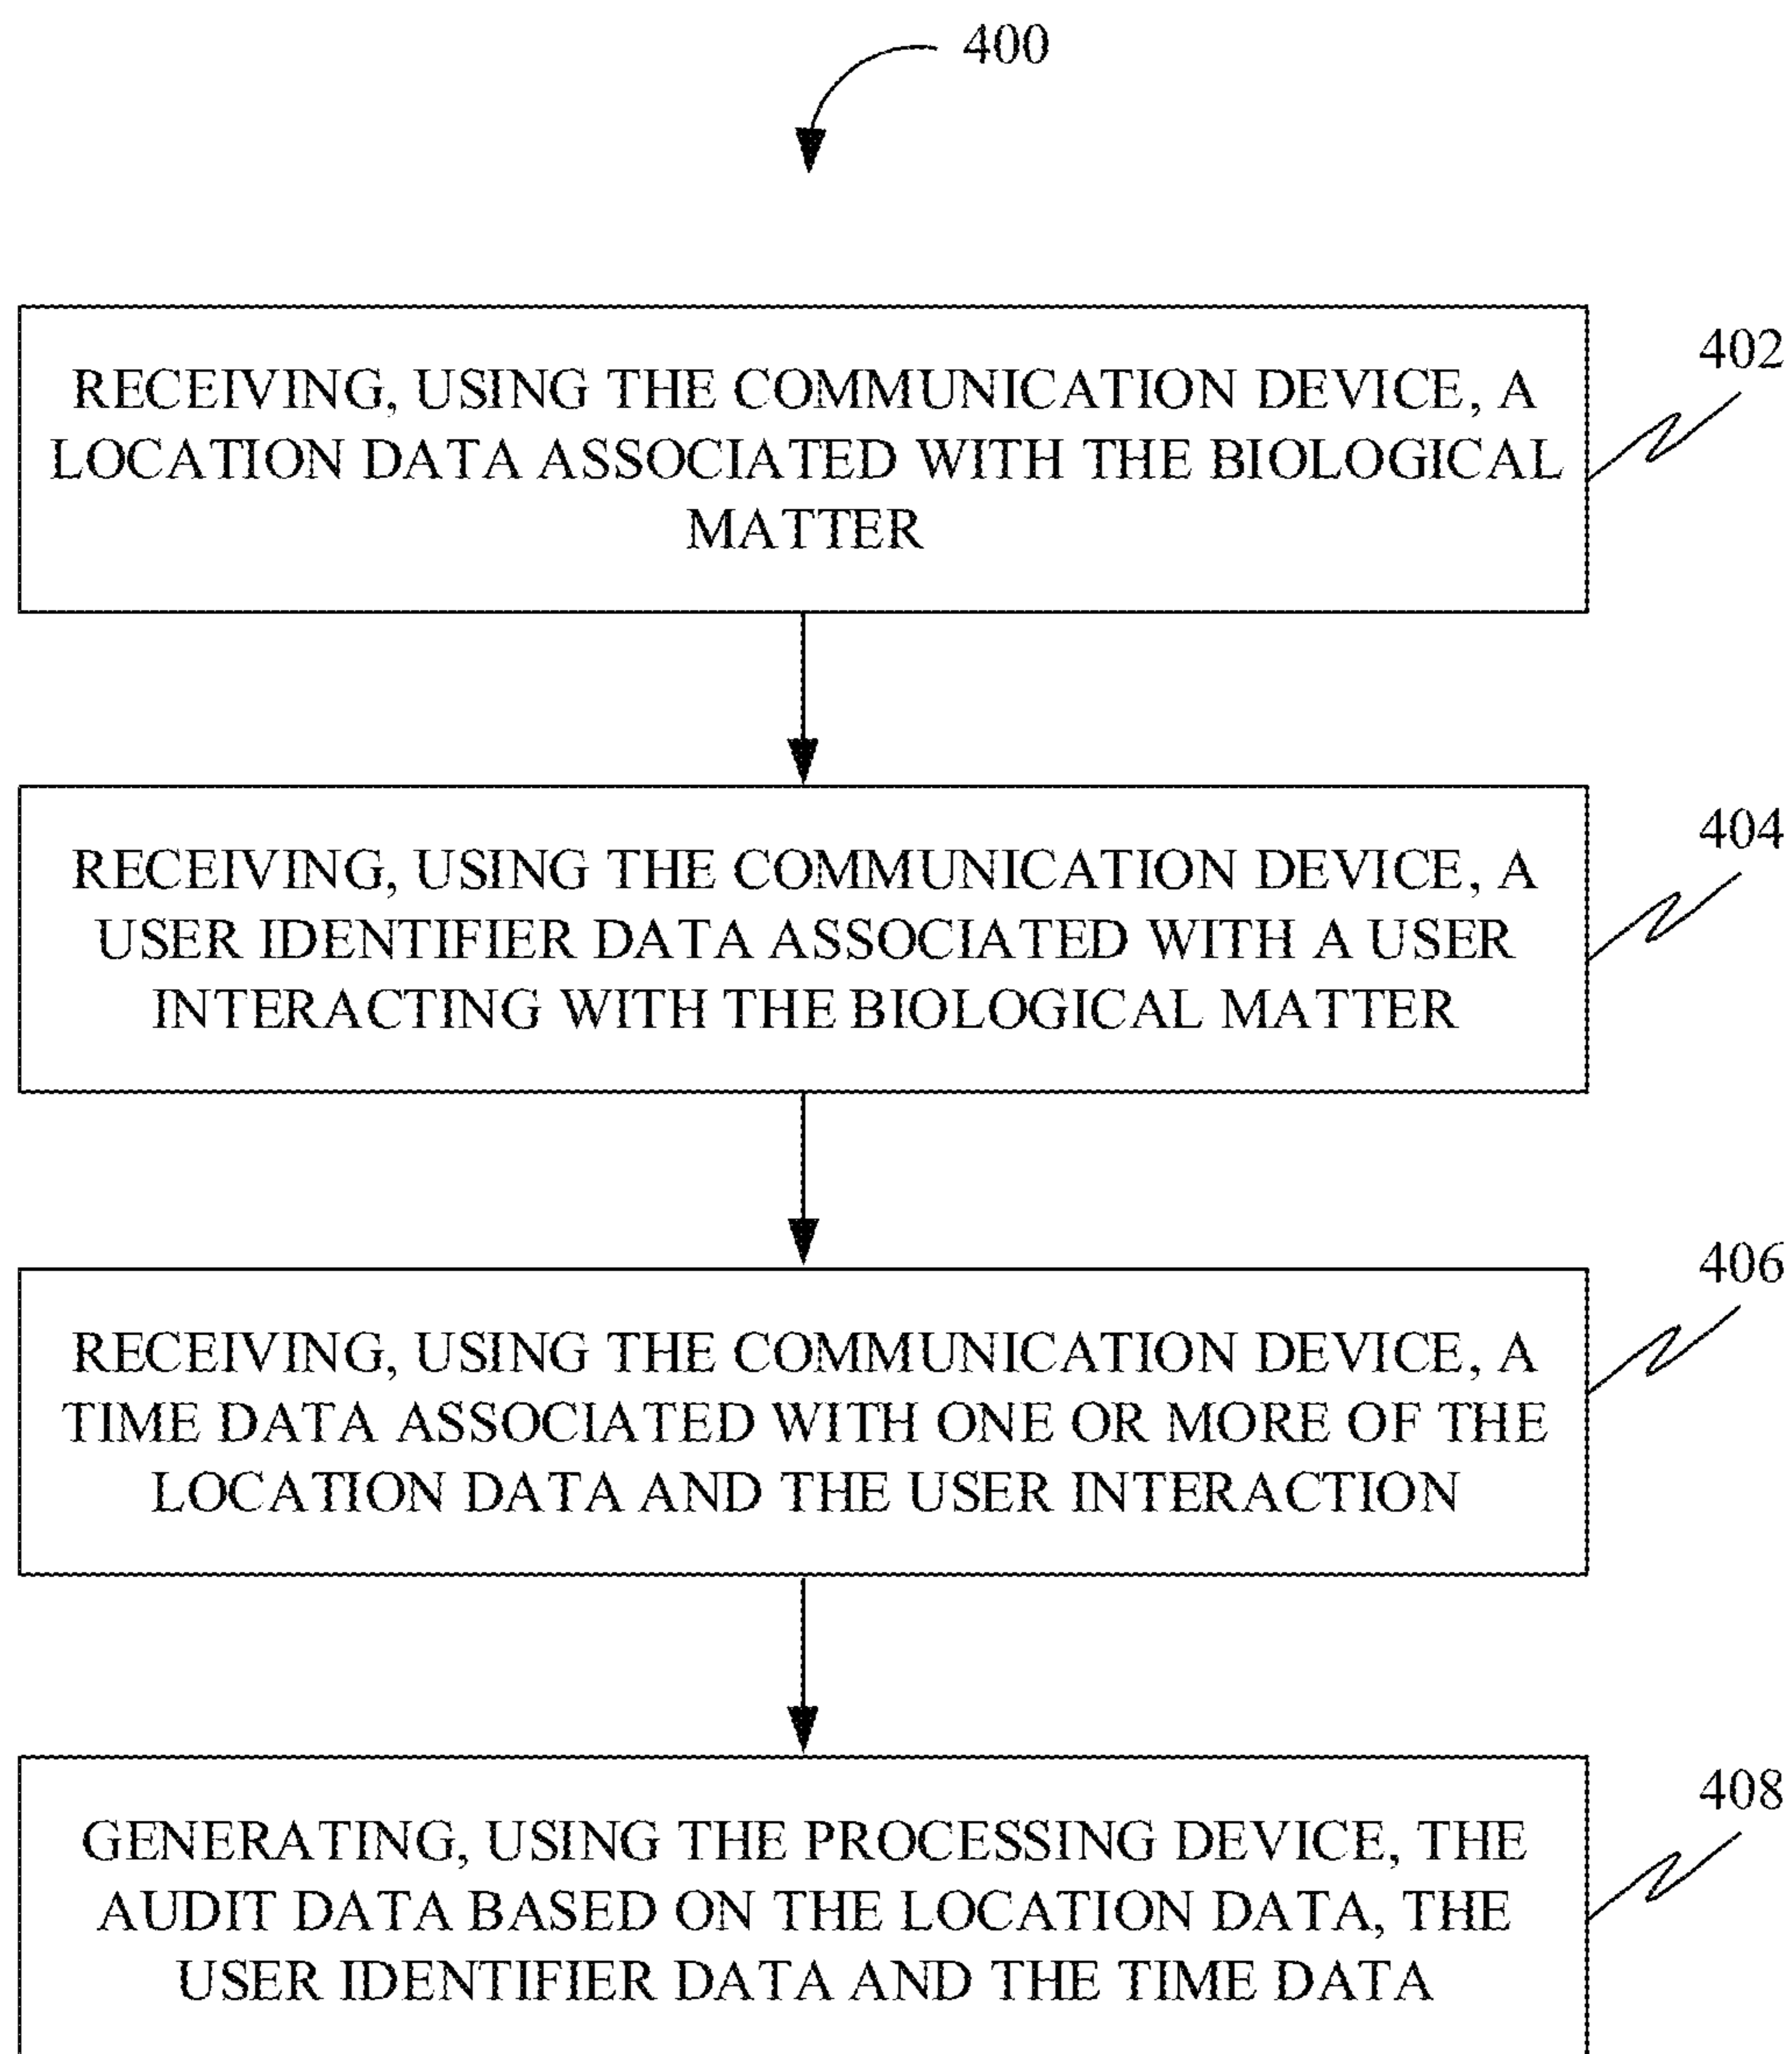 400
402
RECEIVING, USING THE COMMUNICATION DEVICE, A
LOCATION DATA ASSOCIATED WITH THE BIOLOGICAL
MATTER
404
RECEIVING, USING THE COMMUNICATION DEVICE, A
USER IDENTIFIER DATA ASSOCIATED WITH A USER
INTERACTING WITH THE BIOLOGICAL MATTER
406
RECEIVING, USING THE COMMUNICATION DEVICE, A
TIME DATA ASSOCIATED WITH ONE OR MORE OF THE
LOCATION DATA AND THE USER INTERACTION
408
GENERATING, USING THE PROCESSING DEVICE, THE
AUDIT DATA BASED ON THE LOCATION DATA, THE
USER IDENTIFIER DATA AND THE TIME DATA